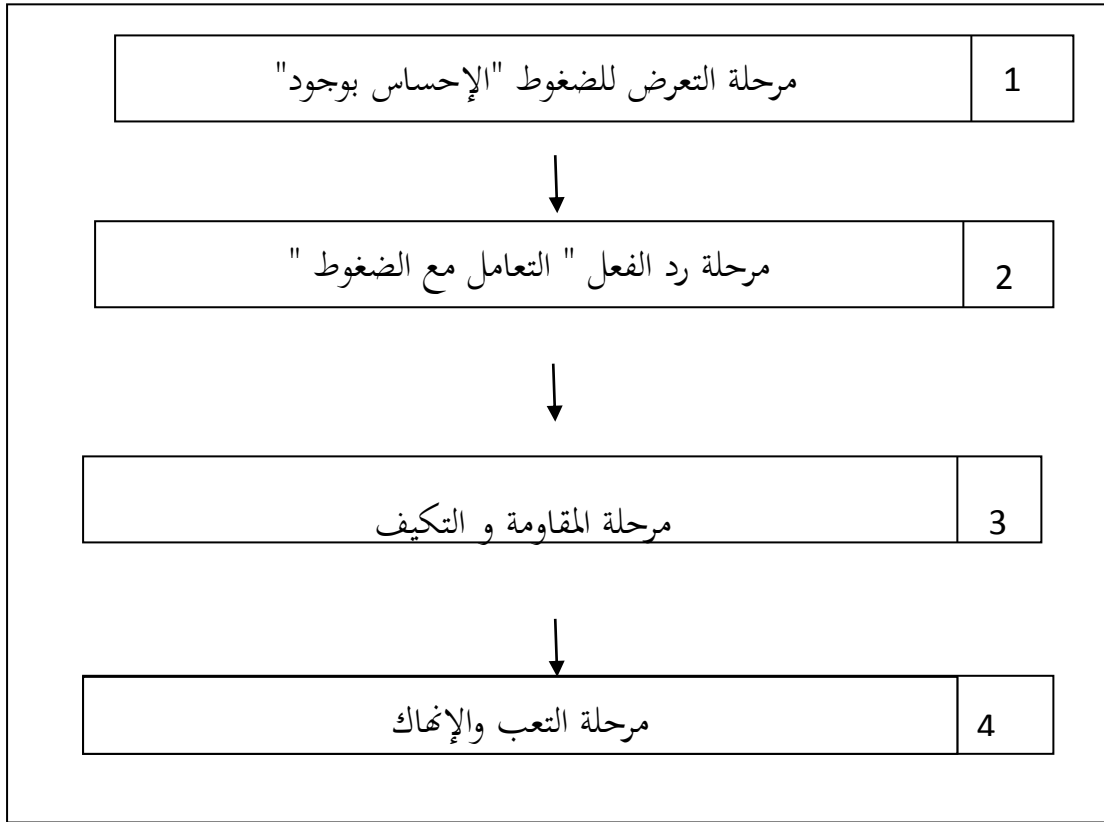 1 مرحلة التعرض للضغوط "الإحساس بوجود"
2 مرحلة رد الفعل " التعامل مع الضغوط "
3 مرحلة المقاومة و التكيف
4 مرحلة التعب والإنهاك